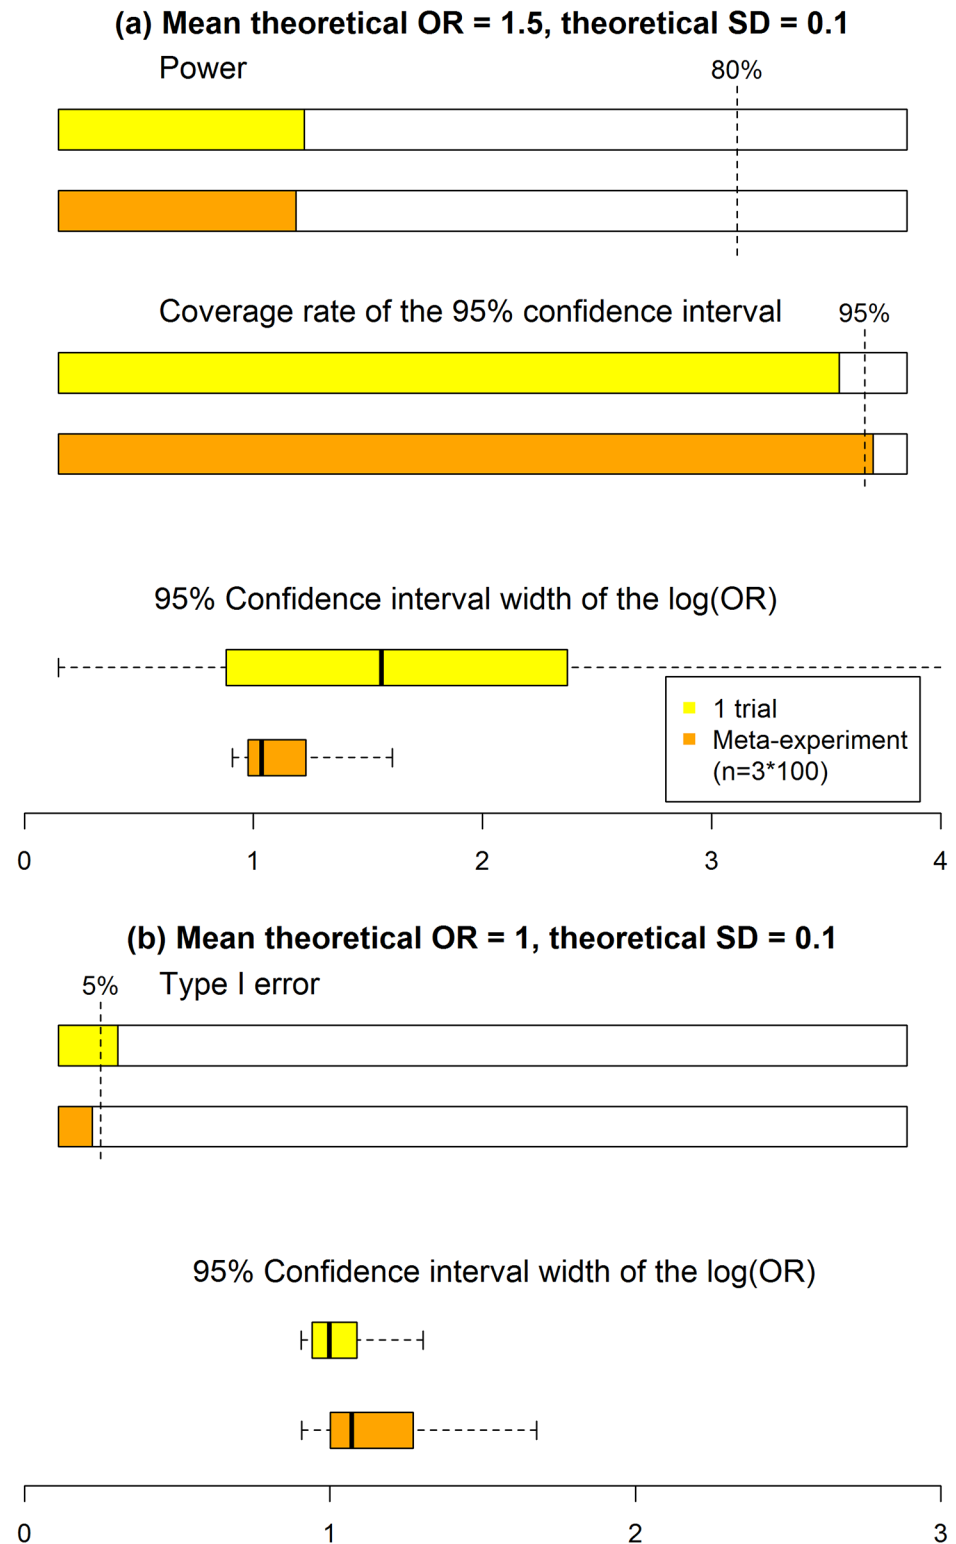 (a) Mean theoretical OR = 1.5, theoretical SD = 0.1
Power
80%
Coverage rate of the 95% confidence interval
95%
95% Confidence interval width of the log(OR)
1 trial
Meta-experiment
(n=3*100)
0 1 2 3 4
(b) Mean theoretical OR = 1, theoretical SD = 0.1
5% Type I error
95% Confidence interval width of the log(OR)
0 1 2 3